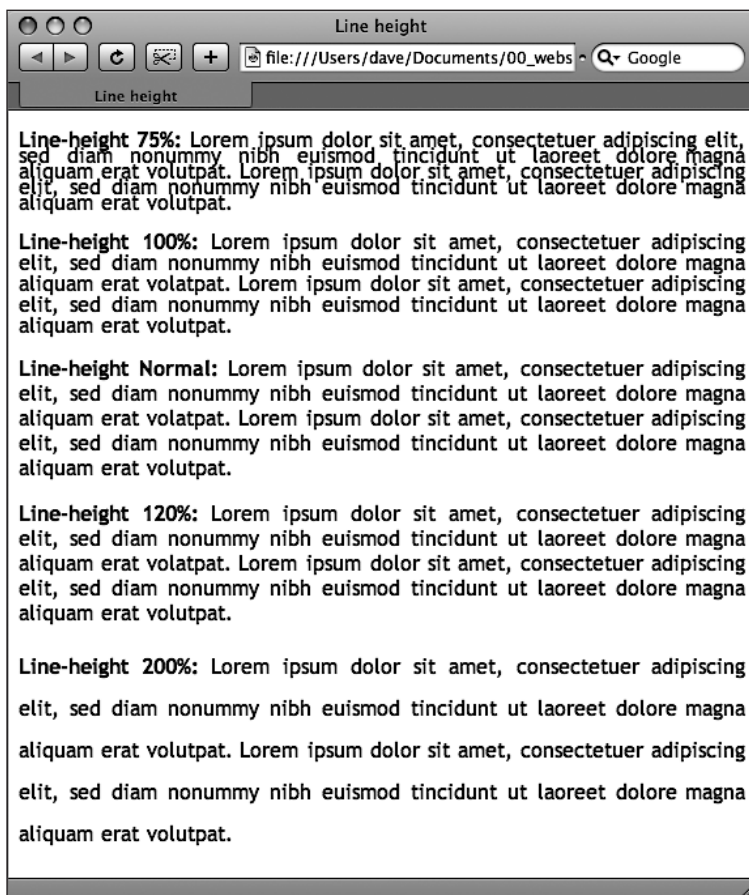 Line height
file:///Users/dave/Documents/00_webs
Google
Line height
Line-height 75%: Lorem ipsum dolor sit amet, consectetuer adipiscing elit,
sed diam nonummy nibh euismod tincidunt ut laoreet dolore magna
aliquam erat volutpat. Lorem ipsum dolor sit amet, consectetuer adipiscing
elit, sed diam nonummy nibh euismod tincidunt ut laoreet dolore magna
aliquam erat volutpat.
Line-height 100%: Lorem ipsum dolor sit amet, consectetuer adipiscing
elit, sed diam nonummy nibh euismod tincidunt ut laoreet dolore magna
aliquam erat volatpat. Lorem ipsum dolor sit amet, consectetuer adipiscing
elit, sed diam nonummy nibh euismod tincidunt ut laoreet dolore magna
aliquam erat volutpat.
Line-height Normal: Lorem ipsum dolor sit amet, consectetuer adipiscing
elit, sed diam nonummy nibh euismod tincidunt ut laoreet dolore magna
aliquam erat volatpat. Lorem ipsum dolor sit amet, consectetuer adipiscing
elit, sed diam nonummy nibh euismod tincidunt ut laoreet dolore magna
aliquam erat volutpat.
Line-height 120%: Lorem ipsum dolor sit amet, consectetuer adipiscing
elit, sed diam nonummy nibh euismod tincidunt ut laoreet dolore magna
aliquam erat volatpat. Lorem ipsum dolor sit amet, consectetuer adipiscing
elit, sed diam nonummy nibh euismod tincidunt ut laoreet dolore magna
aliquam erat volutpat.
Line-height 200%: Lorem ipsum dolor sit amet, consectetuer adipiscing
elit, sed diam nonummy nibh euismod tincidunt ut laoreet dolore magna
aliquam erat volutpat. Lorem ipsum dolor sit amet, consectetuer adipiscing
elit, sed diam nonummy nibh euismod tincidunt ut laoreet dolore magna
aliquam erat volutpat.